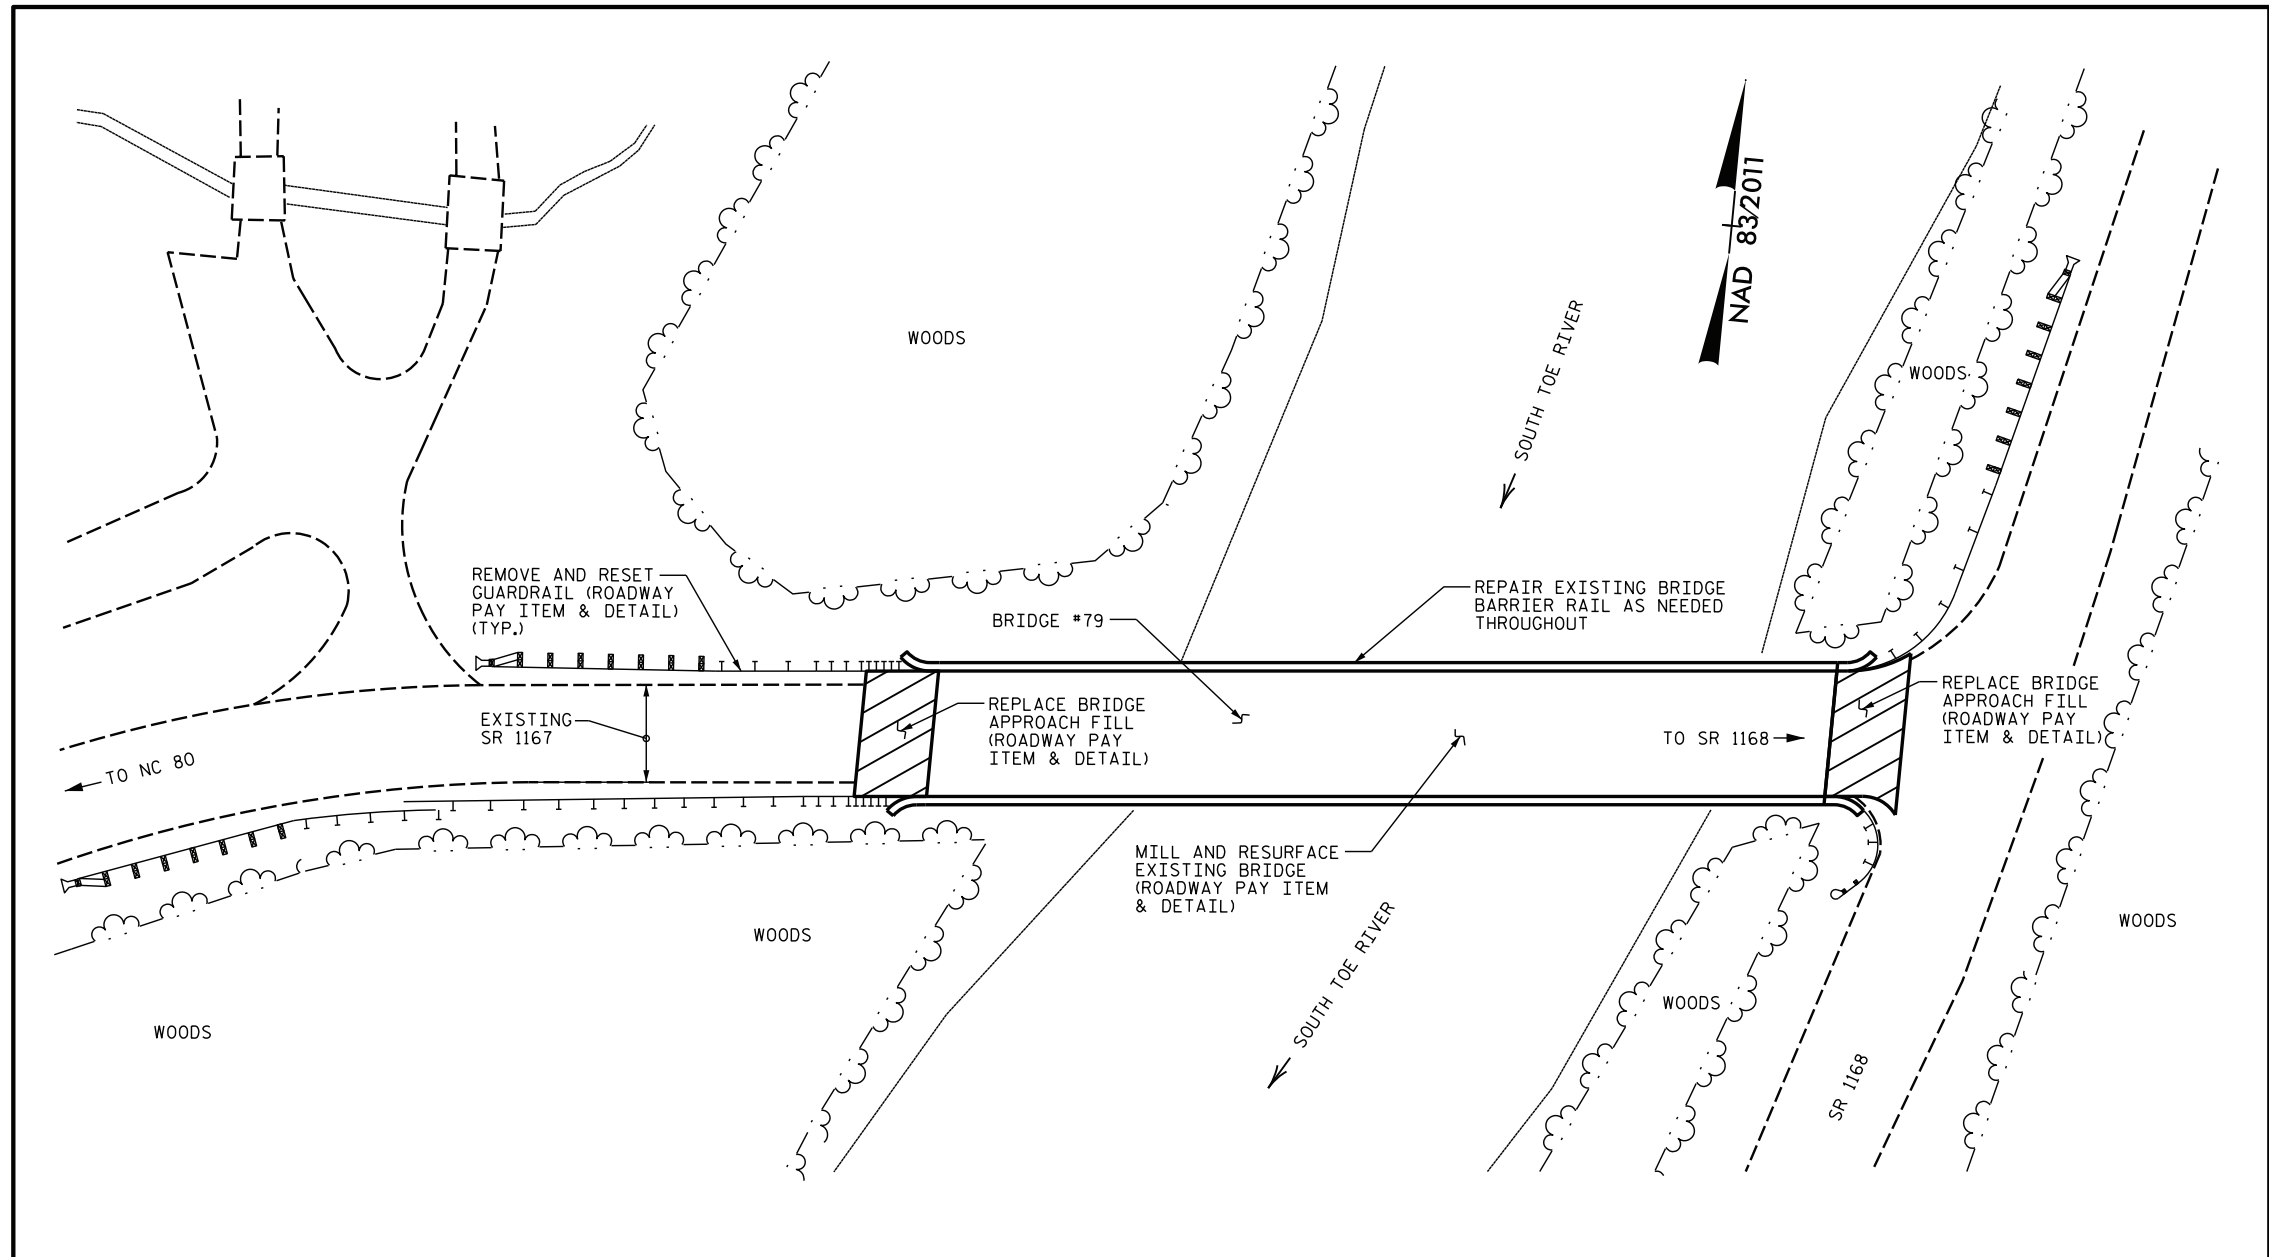 NAD 83/2011
SOUTH TOE RIVER
WOODS
WOODS
REMOVE AND RESET
GUARDRAIL (ROADWAY
PAY ITEM & DETAIL)
(TYP.)
BRIDGE #79
REPAIR EXISTING BRIDGE
BARRIER RAIL AS NEEDED
THROUGHOUT
EXISTING
SR 1167
REPLACE BRIDGE
APPROACH FILL
(ROADWAY PAY
ITEM & DETAIL)
TO SR 1168
REPLACE BRIDGE
APPROACH FILL
(ROADWAY PAY
ITEM & DETAIL)
TO NC 80
MILL AND RESURFACE
EXISTING BRIDGE
(ROADWAY PAY ITEM
& DETAIL)
SOUTH TOE RIVER
WOODS
WOODS
WOODS
WOODS
SR 1168